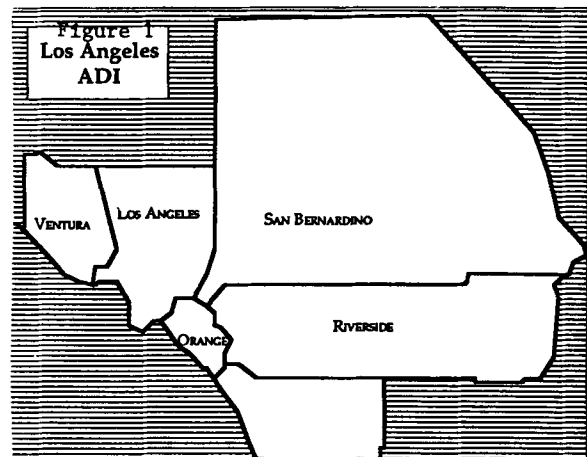 Figure 1
Los Angeles
ADI
VENTURA
LOS ANGELES
SAN BERNARDINO
RIVERSIDE
ORANGE